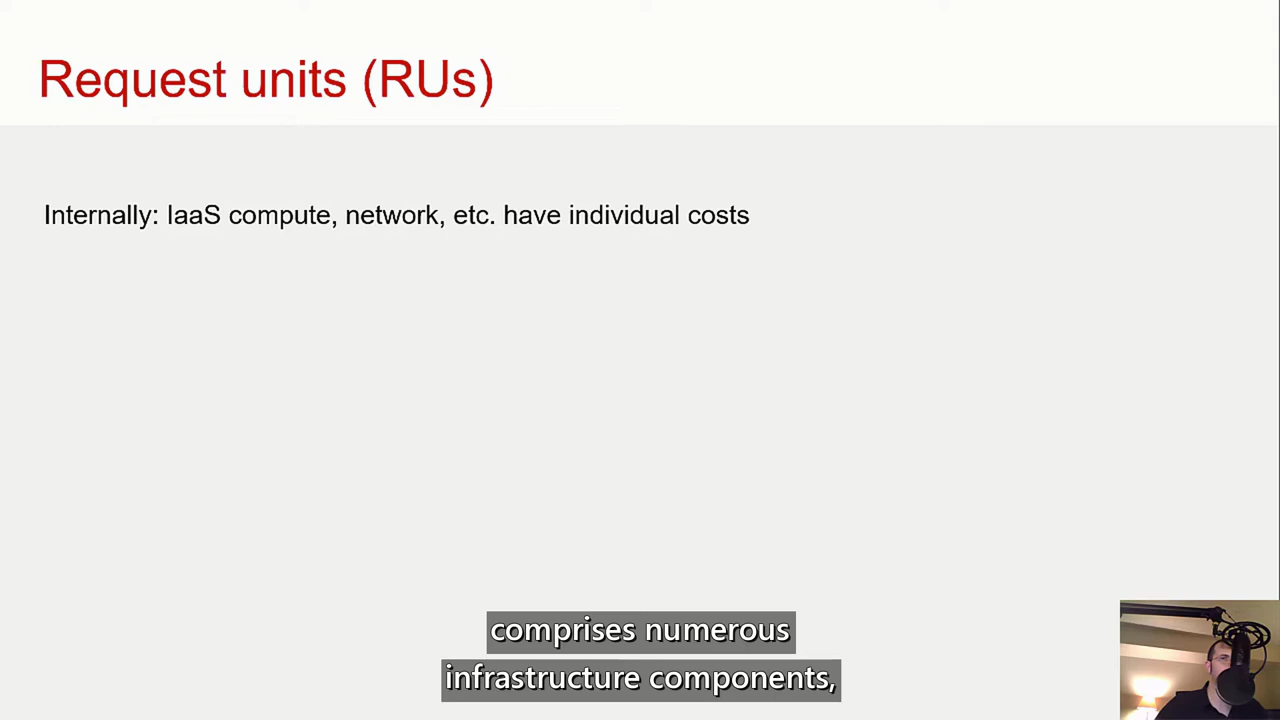 Request units (RUs)
Internally: IaaS compute, network, etc. have individual costs
comprises numerous
infrastructure components,